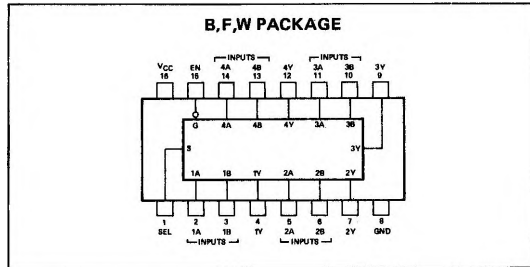 B,F,W PACKAGE
INPUTS INPUTS
VCC EN 4A 4B 4Y 3A 3B 3Y
16 15 14 13 12 11 10 9
G 4A 4B 4Y 3A 3B
S 3Y
1A 1B 1Y 2A 2B 2Y
1 2 3 4 5 6 7 8
SEL 1A 1B 1Y 2A 2B 2Y GND
INPUTS INPUTS